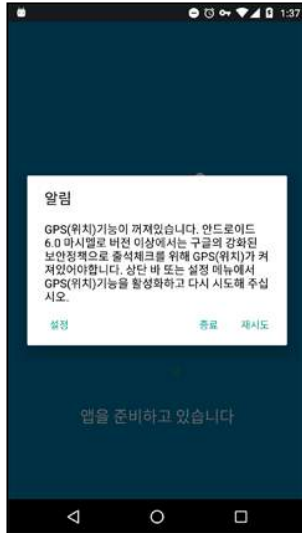 1:37
알림
GPS(위치)기능이 꺼져있습니다. 안드로이드
6.0 마시멜로 버전 이상에서는 구글의 강화된
보안정책으로 출석체크를 위해 GPS(위치)가 켜
져있어야합니다. 상단 바 또는 설정 메뉴에서
GPS(위치)기능을 활성화하고 다시 시도해 주십
시오.
설정 종료 재시도
앱을 준비하고 있습니다